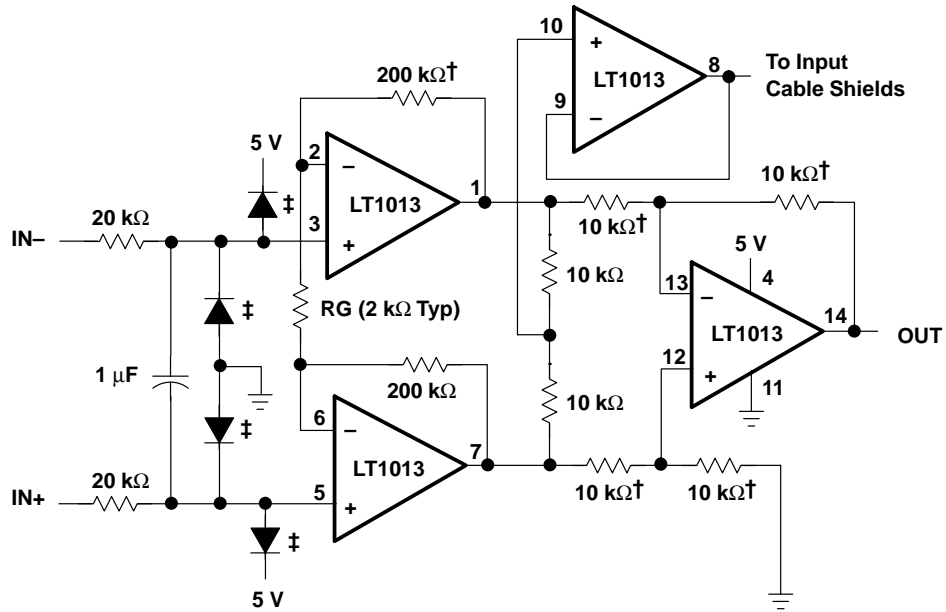 10
+
9
−
LT1013
8
To Input
Cable Shields
200 kΩ†
5 V
‡
2
−
3
+
LT1013
1
10 kΩ†
10 kΩ†
IN−
20 kΩ
‡
RG (2 kΩ Typ)
10 kΩ
5 V
4
13
−
LT1013
14
OUT
12
+
11
1 μF
‡
200 kΩ
10 kΩ
6
−
LT1013
7
5
+
IN+
20 kΩ
‡
10 kΩ†
10 kΩ†
5 V